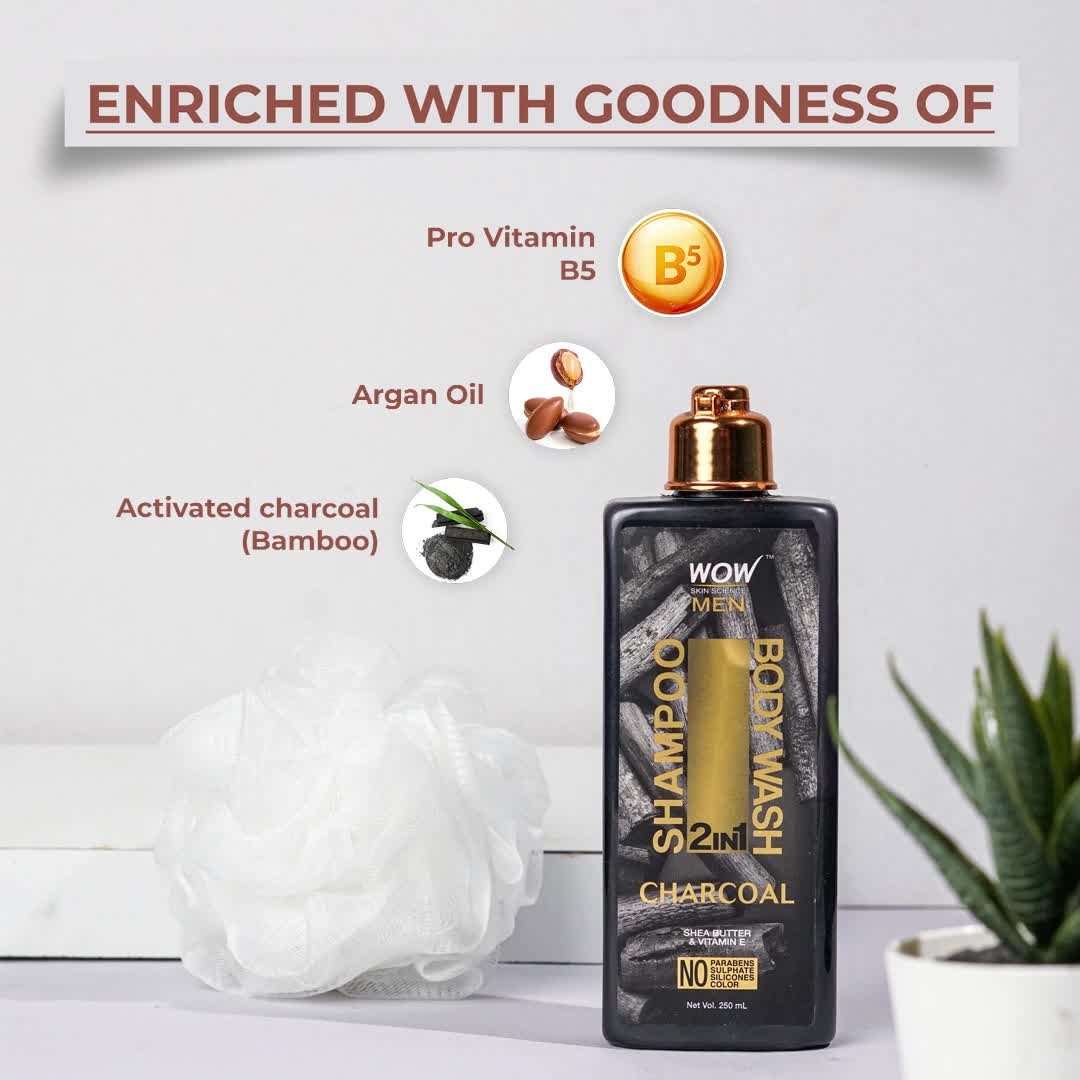 ENRICHED WITH GOODNESS OF
Pro Vitamin
B5
B5
Argan Oil
Activated charcoal
(Bamboo)
WOW™
SKIN SCIENCE
MEN
SHAMPOO
BODY WASH
2IN1
CHARCOAL
SHEA BUTTER
& VITAMIN E
NO
PARABENS
SULPHATE
SILICONES
COLOR
Net Vol. 250 mL